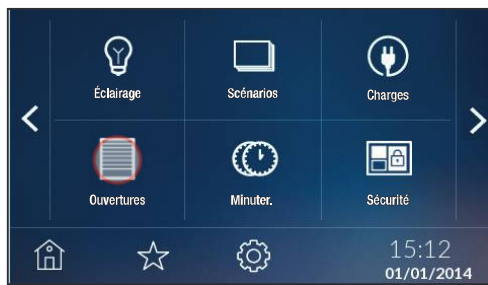 Éclairage Scénarios Charges
Ouvertures Minuter. Sécurité
15:12
01/01/2014